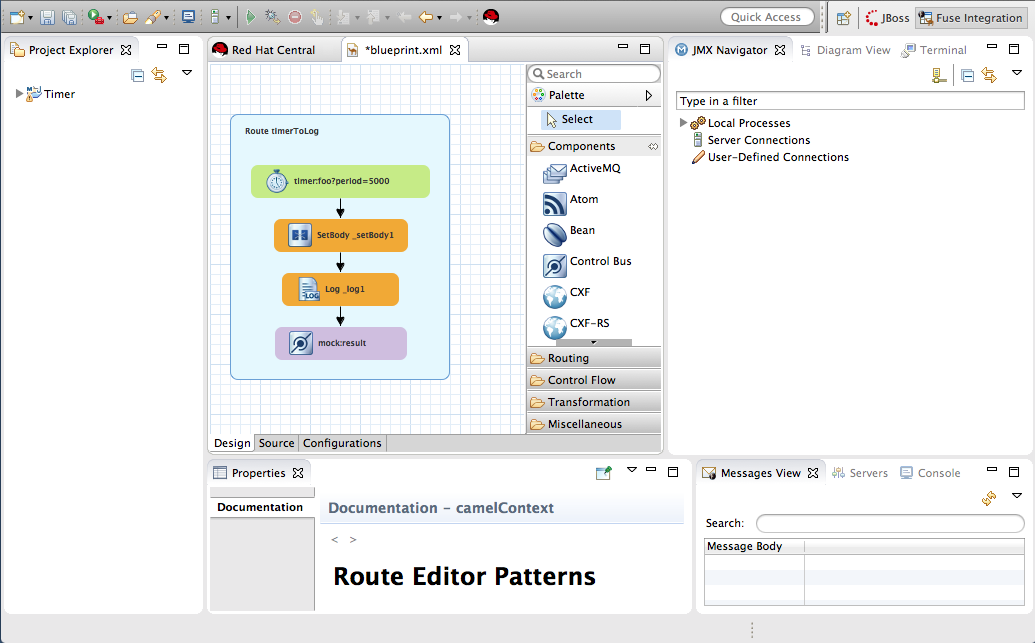 Quick Access
JBoss
Fuse Integration
Project Explorer
Timer
Red Hat Central
*blueprint.xml
Route timerToLog
timer:foo?period=5000
SetBody _setBody1
LOG
Log _log1
mock:result
Search
Palette
Select
Components
ActiveMQ
Atom
Bean
Control Bus
CXF
CXF-RS
Routing
Control Flow
Transformation
Miscellaneous
Design
Source
Configurations
JMX Navigator
Diagram View
Terminal
Type in a filter
Local Processes
Server Connections
User-Defined Connections
Properties
Documentation
Documentation - camelContext
< >
Route Editor Patterns
Messages View
Servers
Console
Search:
Message Body